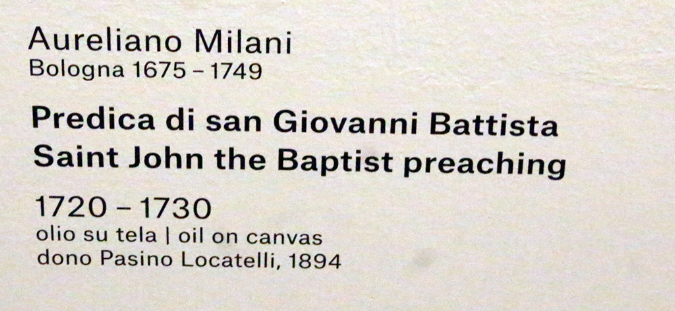 Aureliano Milani
Bologna 1675 – 1749
Predica di san Giovanni Battista
Saint John the Baptist preaching
1720 – 1730
olio su tela | oil on canvas
dono Pasino Locatelli, 1894